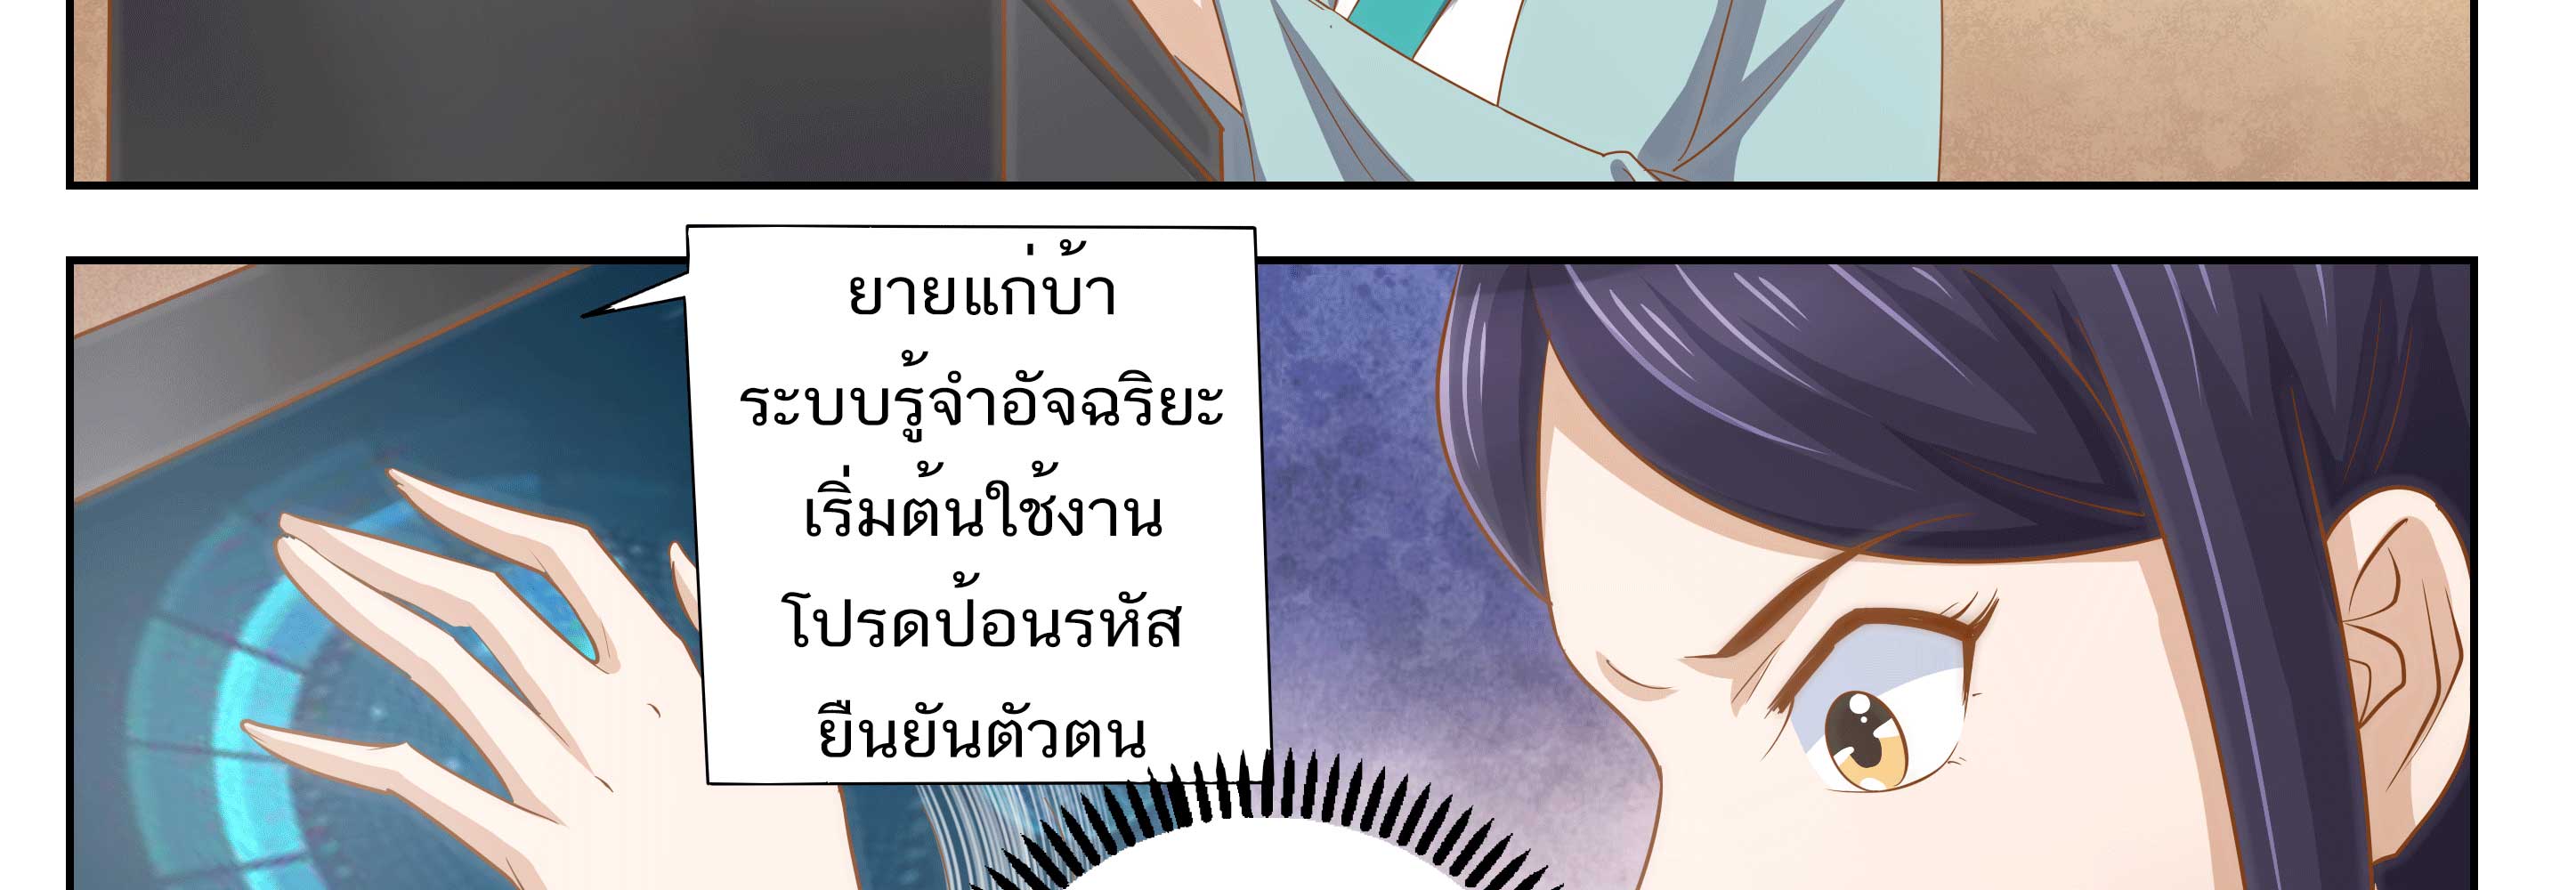 ยายแก่บ้า
ระบบรู้จำอัจฉริยะ
เริ่มต้นใช้งาน
โปรดป้อนรหัส
ยืนยันตัวตน